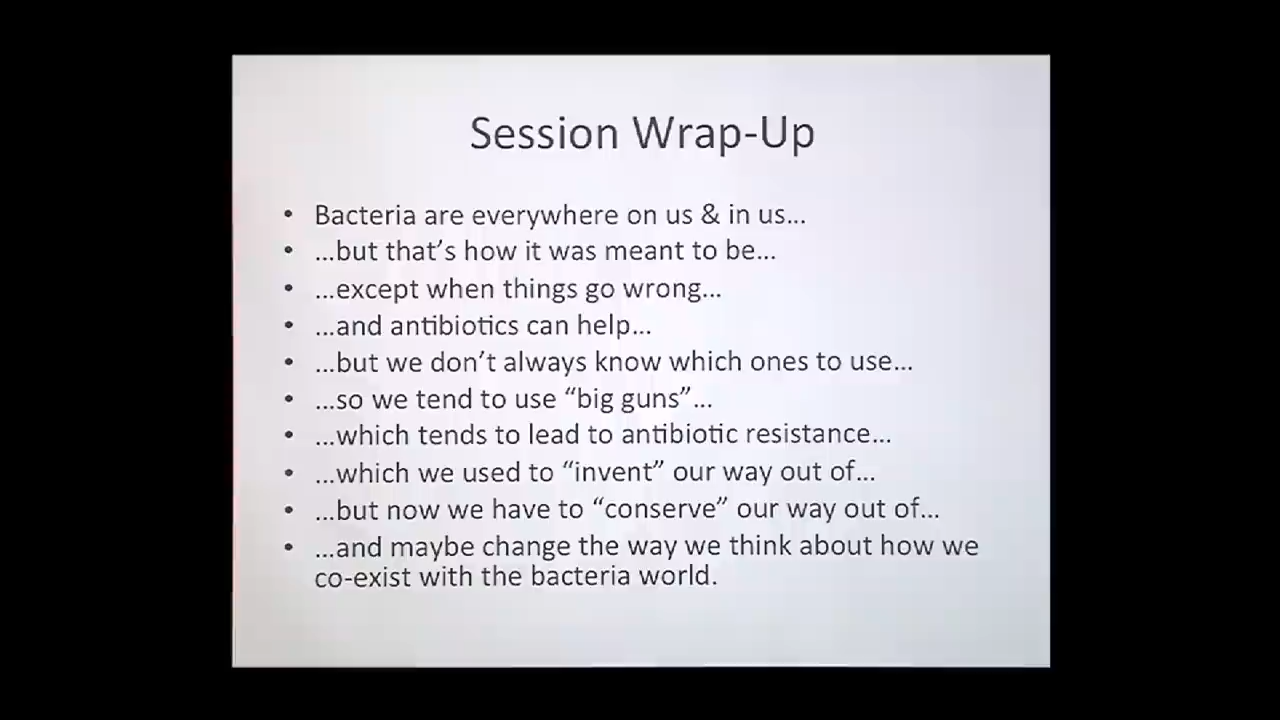 Session Wrap-Up
• Bacteria are everywhere on us & in us...
• ...but that's how it was meant to be...
• ...except when things go wrong...
• ...and antibiotics can help...
• ...but we don't always know which ones to use...
• ...so we tend to use “big guns”...
• ...which tends to lead to antibiotic resistance...
• ...which we used to “invent” our way out of...
• ...but now we have to “conserve” our way out of...
• ...and maybe change the way we think about how we
co-exist with the bacteria world.